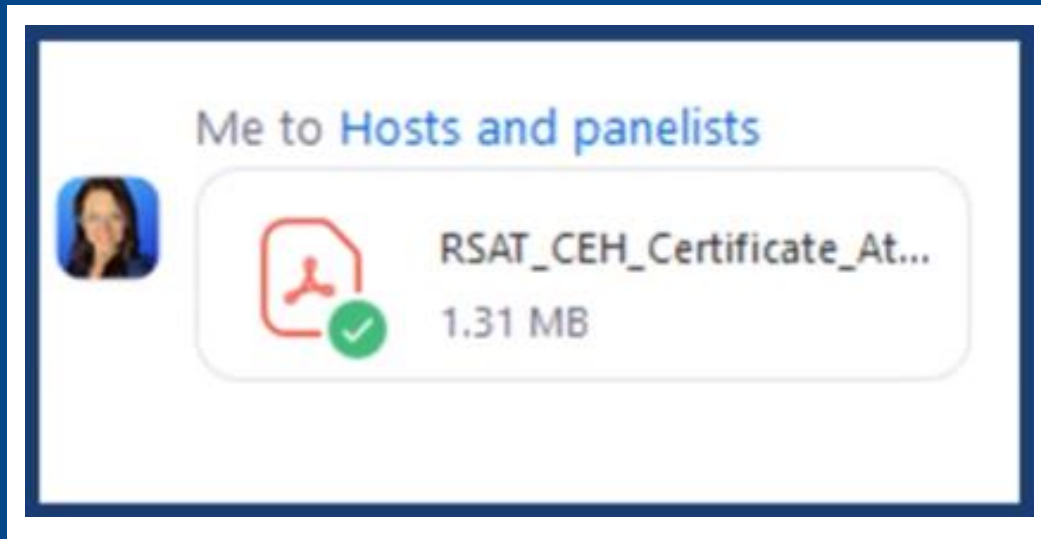 Me to Hosts and panelists
RSAT_CEH_Certificate_At...
1.31 MB